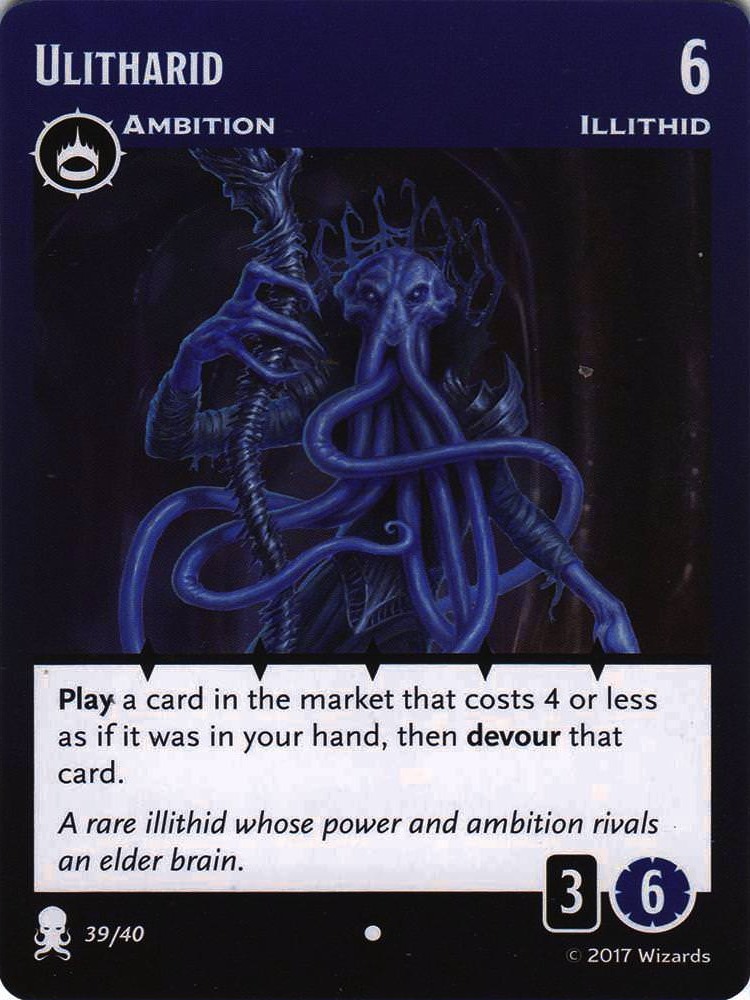 ULITHARID 6
AMBITION ILLITHID
Play a card in the market that costs 4 or less
as if it was in your hand, then devour that
card.
A rare illithid whose power and ambition rivals
an elder brain.
3 6
39/40
© 2017 Wizards